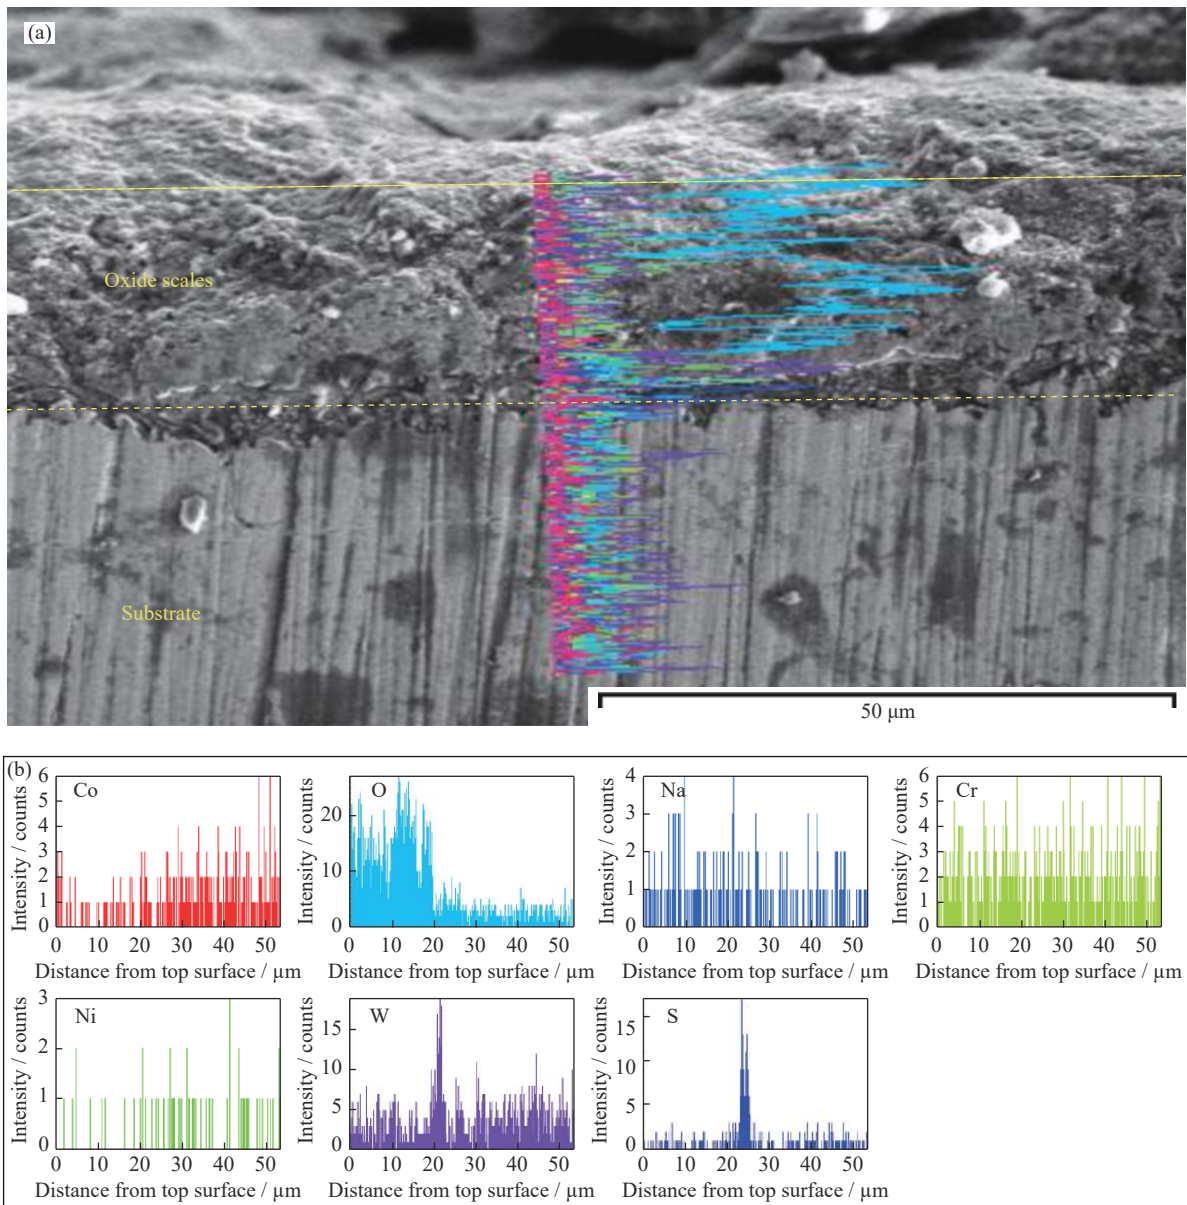 (a)
Oxide scales
Substrate
50 µm
(b)
Co
Intensity / counts
6
5
4
3
2
1
0
0 10 20 30 40 50
Distance from top surface / µm
O
Intensity / counts
20
10
0
0 10 20 30 40 50
Distance from top surface / µm
Na
Intensity / counts
4
3
2
1
0
0 10 20 30 40 50
Distance from top surface / µm
Cr
Intensity / counts
6
5
4
3
2
1
0
0 10 20 30 40 50
Distance from top surface / µm
Ni
Intensity / counts
3
2
1
0
0 10 20 30 40 50
Distance from top surface / µm
W
Intensity / counts
15
10
5
0
0 10 20 30 40 50
Distance from top surface / µm
S
Intensity / counts
15
10
5
0
0 10 20 30 40 50
Distance from top surface / µm